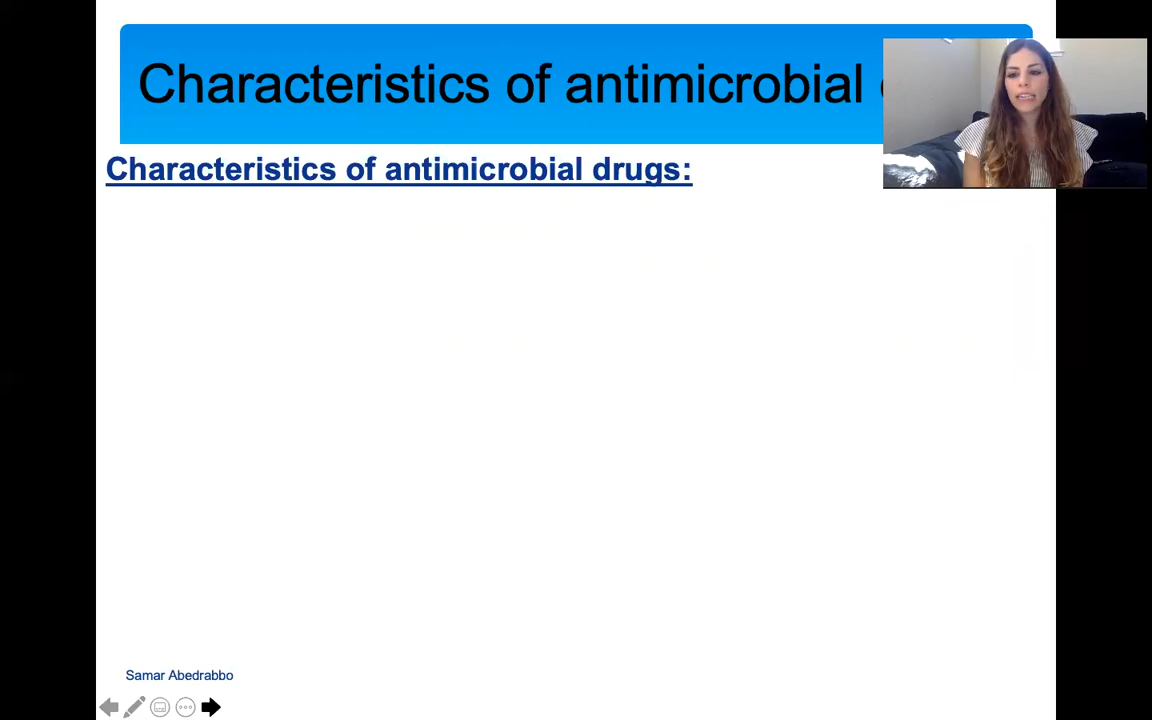 Characteristics of antimicrobial
Characteristics of antimicrobial drugs:
Samar Abedrabbo